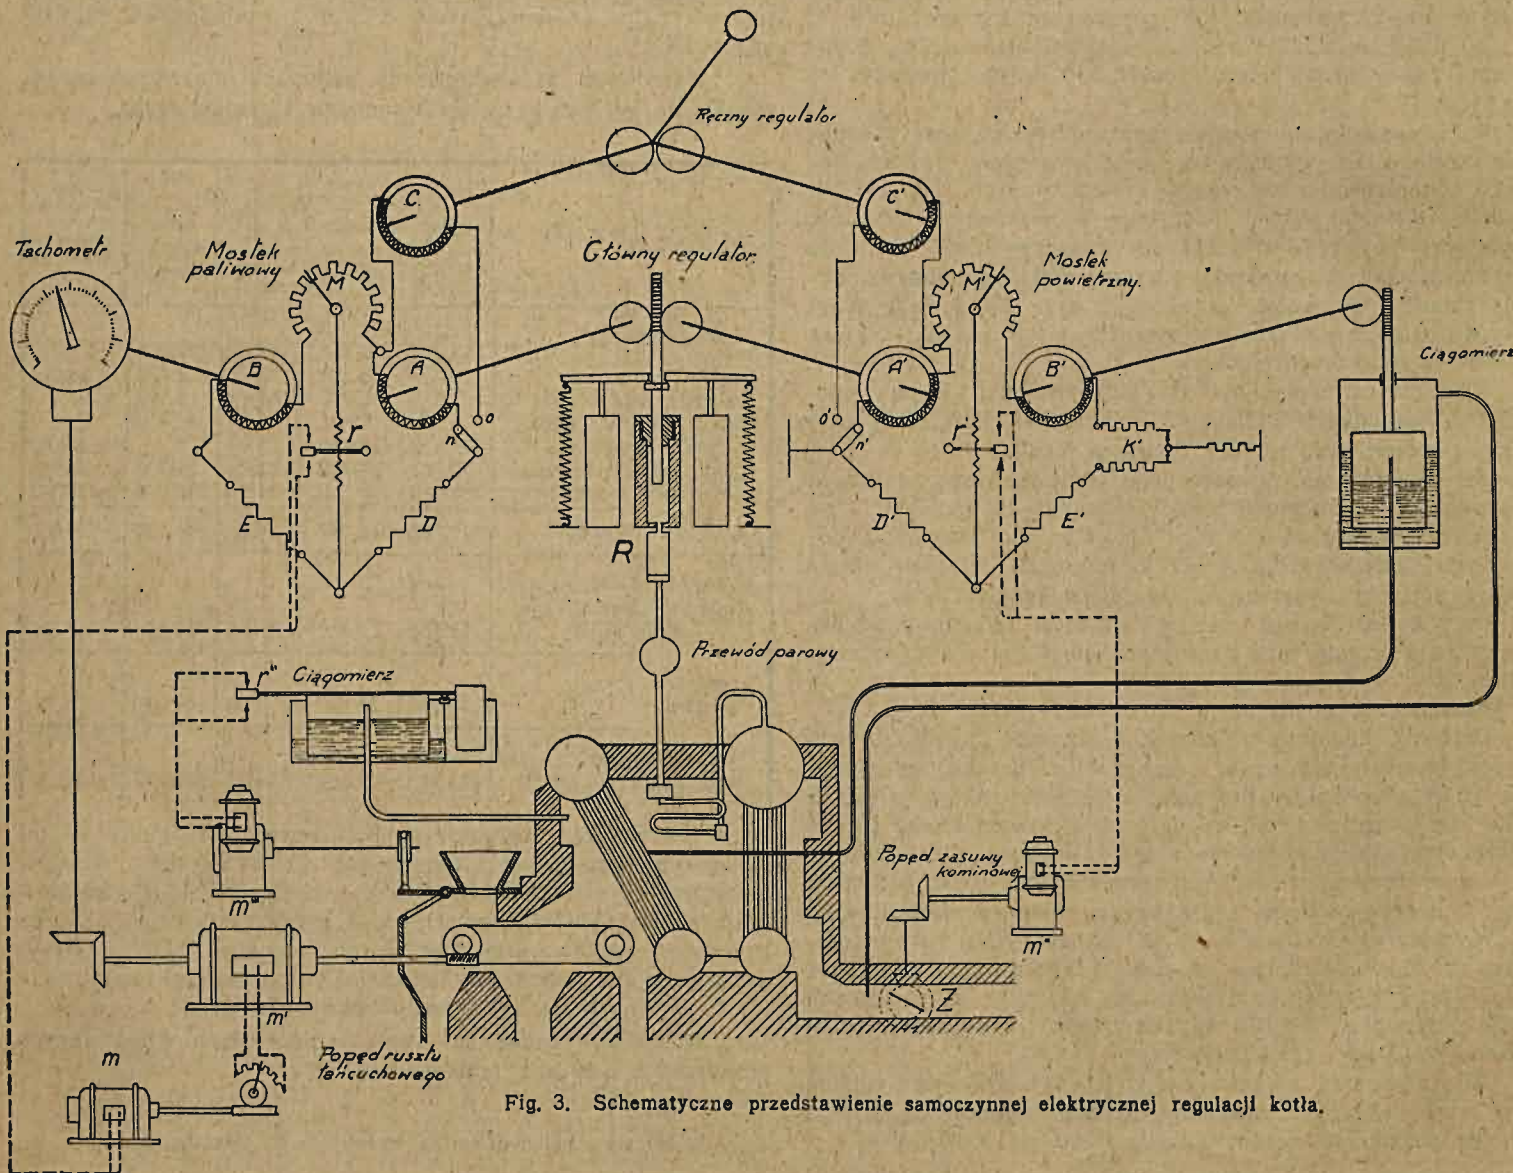 Ręczny regulator
C
C'
Tachometr
Mostek
paliwowy
Główny regulator
Mostek
powietrzny.
Ciągomierz
M
M'
B
A
A'
B'
r
n
o
o'
n'
r'
K'
E
D
R
D'
E'
Przewód parowy
r"
Ciągomierz
Popęd zasuwy
kominowej
m'''
m"
m'
Z
m
Popęd rusztu
łańcuchowego
Fig. 3. Schematyczne przedstawienie samoczynnej elektrycznej regulacji kotła.